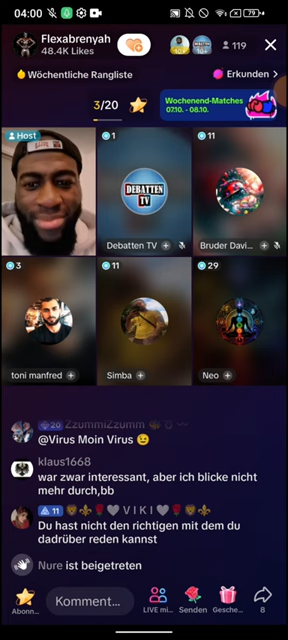 04:00
79
Flexabrenyah
48.4K Likes
119
Wöchentliche Rangliste
Erkunden >
3/20
Wochenend-Matches
07.10. - 08.10.
Host
1
11
DEBATTEN
TV
Debatten TV +
Bruder Davi... +
3
11
29
toni manfred +
Simba +
Neo +
20 ZzummiZzumm
@Virus Moin Virus 😉
klaus1668
war zwar interessant, aber ich blicke nicht
mehr durch,bb
11 🦁⚜️🌹🩶 V I K I 🩶🌹⚜️🦁
Du hast nicht den richtigen mit dem du
dadrüber reden kannst
Nure ist beigetreten
Kommentar...
Abonn...
LIVE mi...
Senden
Gesche...
8